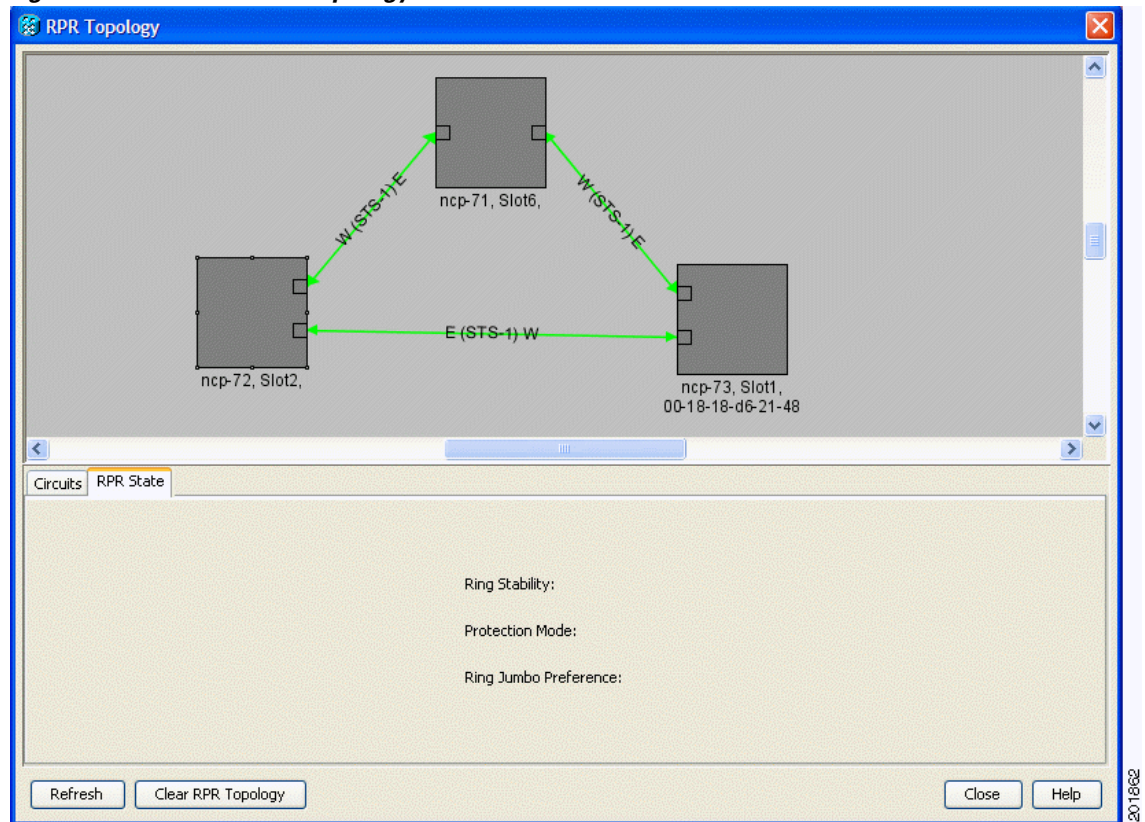 RPR Topology
ncp-71, Slot6,
W (STS-1) E
W (STS-1) E
E (STS-1) W
ncp-72, Slot2,
ncp-73, Slot1,
00-18-18-d6-21-48
Circuits
RPR State
Ring Stability:
Protection Mode:
Ring Jumbo Preference:
Refresh
Clear RPR Topology
Close
Help
201862